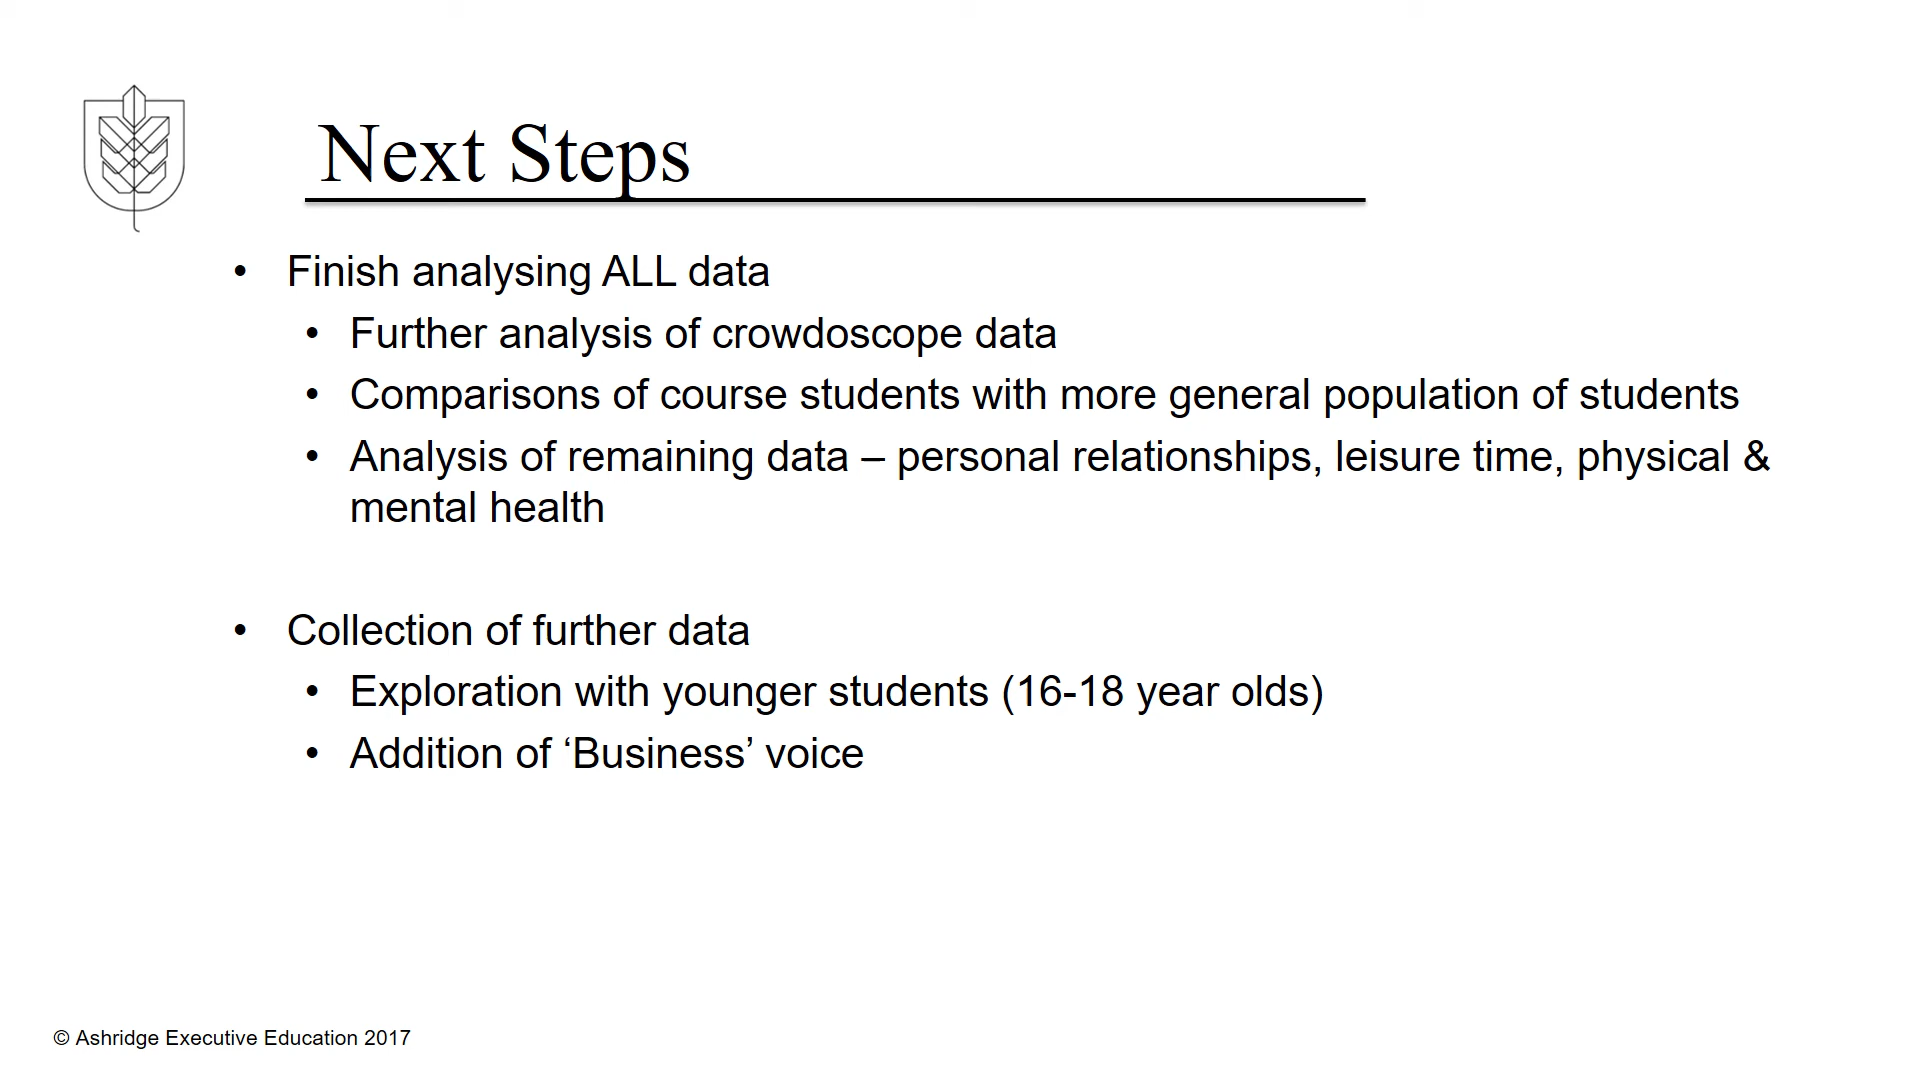 Next Steps
• Finish analysing ALL data
• Further analysis of crowdoscope data
• Comparisons of course students with more general population of students
• Analysis of remaining data – personal relationships, leisure time, physical &
mental health
• Collection of further data
• Exploration with younger students (16-18 year olds)
• Addition of ‘Business’ voice
© Ashridge Executive Education 2017